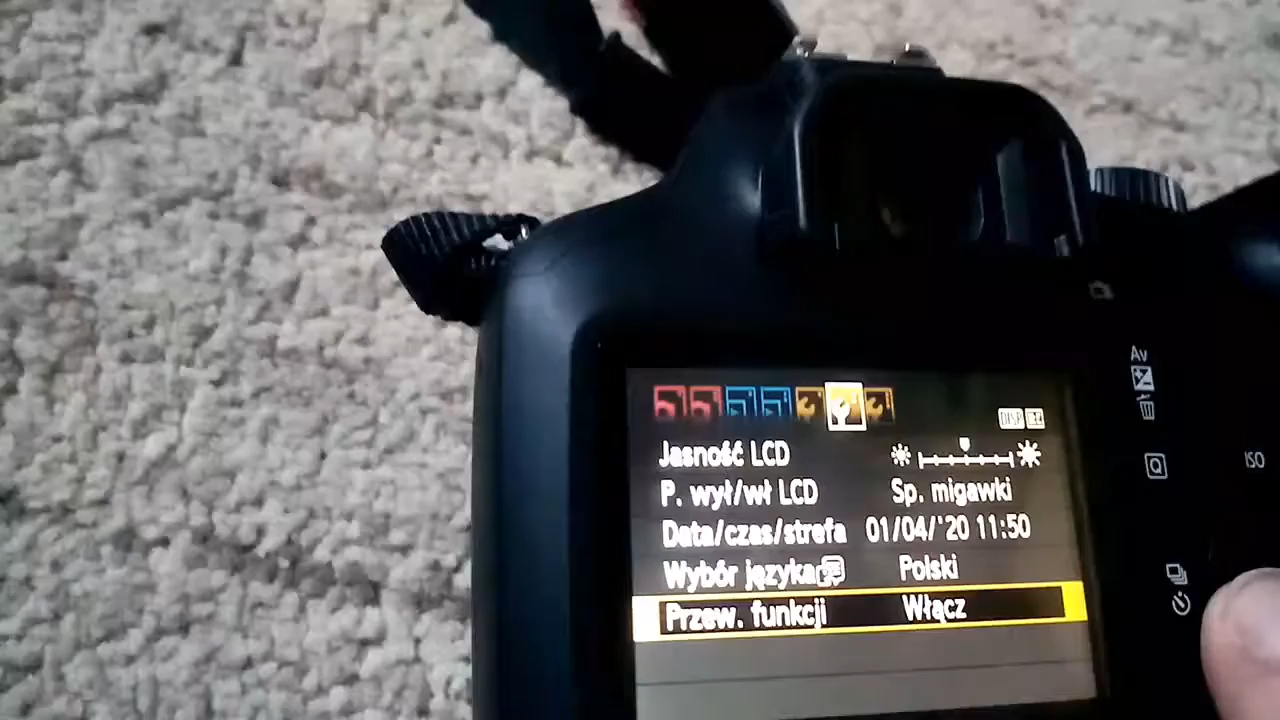 DISP
Jasność LCD
P. wył/wł LCD Sp. migawki
Data/czas/strefa 01/04/'20 11:50
Wybór języka Polski
Przew. funkcji Włącz
Av
Q
ISO